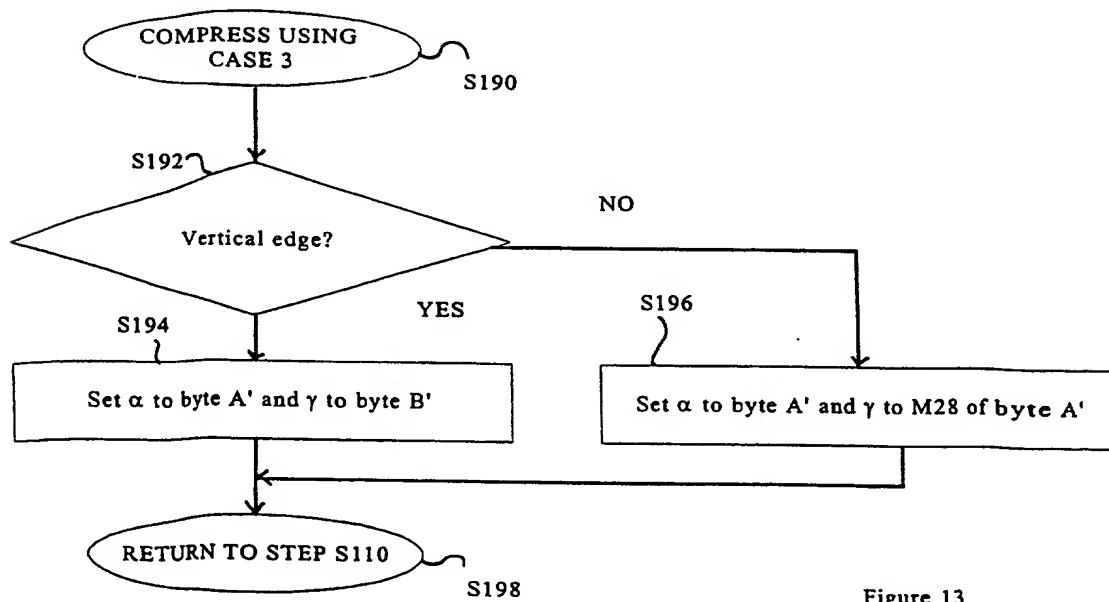 COMPRESS USING
CASE 3
S190
S192
NO
Vertical edge?
YES
S194
S196
Set α to byte A' and γ to byte B'
Set α to byte A' and γ to M28 of byte A'
RETURN TO STEP S110
S198
Figure 13